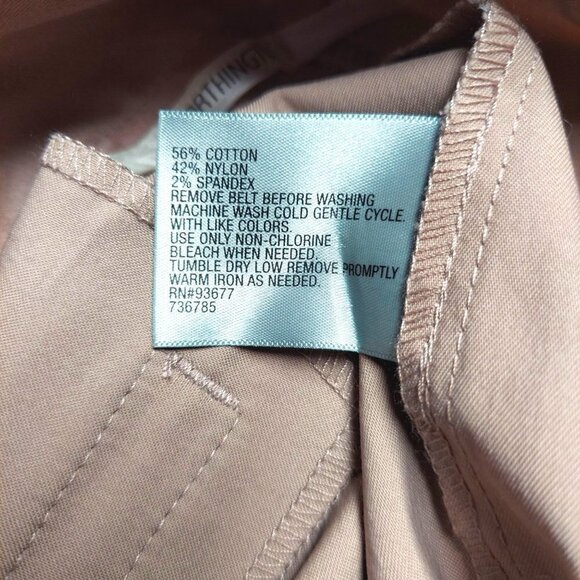 RTHINGT
56% COTTON
42% NYLON
2% SPANDEX
REMOVE BELT BEFORE WASHING
MACHINE WASH COLD GENTLE CYCLE.
WITH LIKE COLORS.
USE ONLY NON-CHLORINE
BLEACH WHEN NEEDED.
TUMBLE DRY LOW REMOVE PROMPTLY
WARM IRON AS NEEDED.
RN#93677
736785